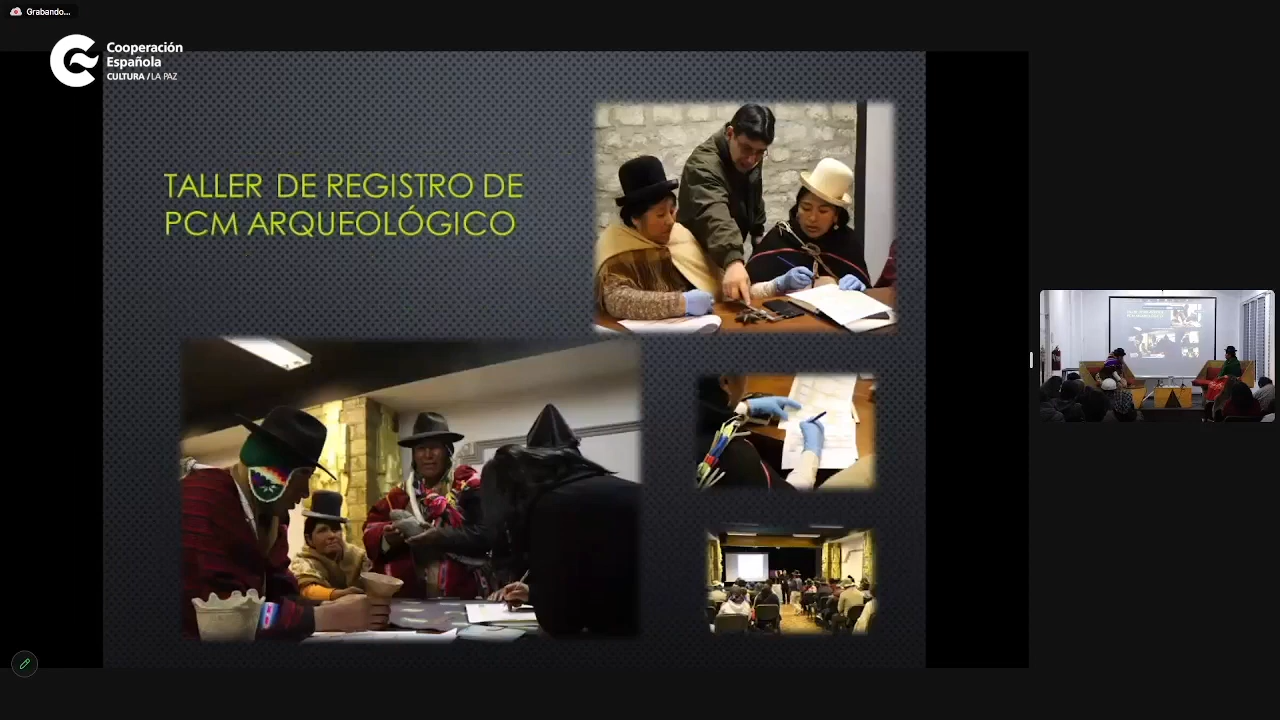 Grabando...
Cooperación
Española
CULTURA / LA PAZ
TALLER DE REGISTRO DE
PCM ARQUEOLÓGICO